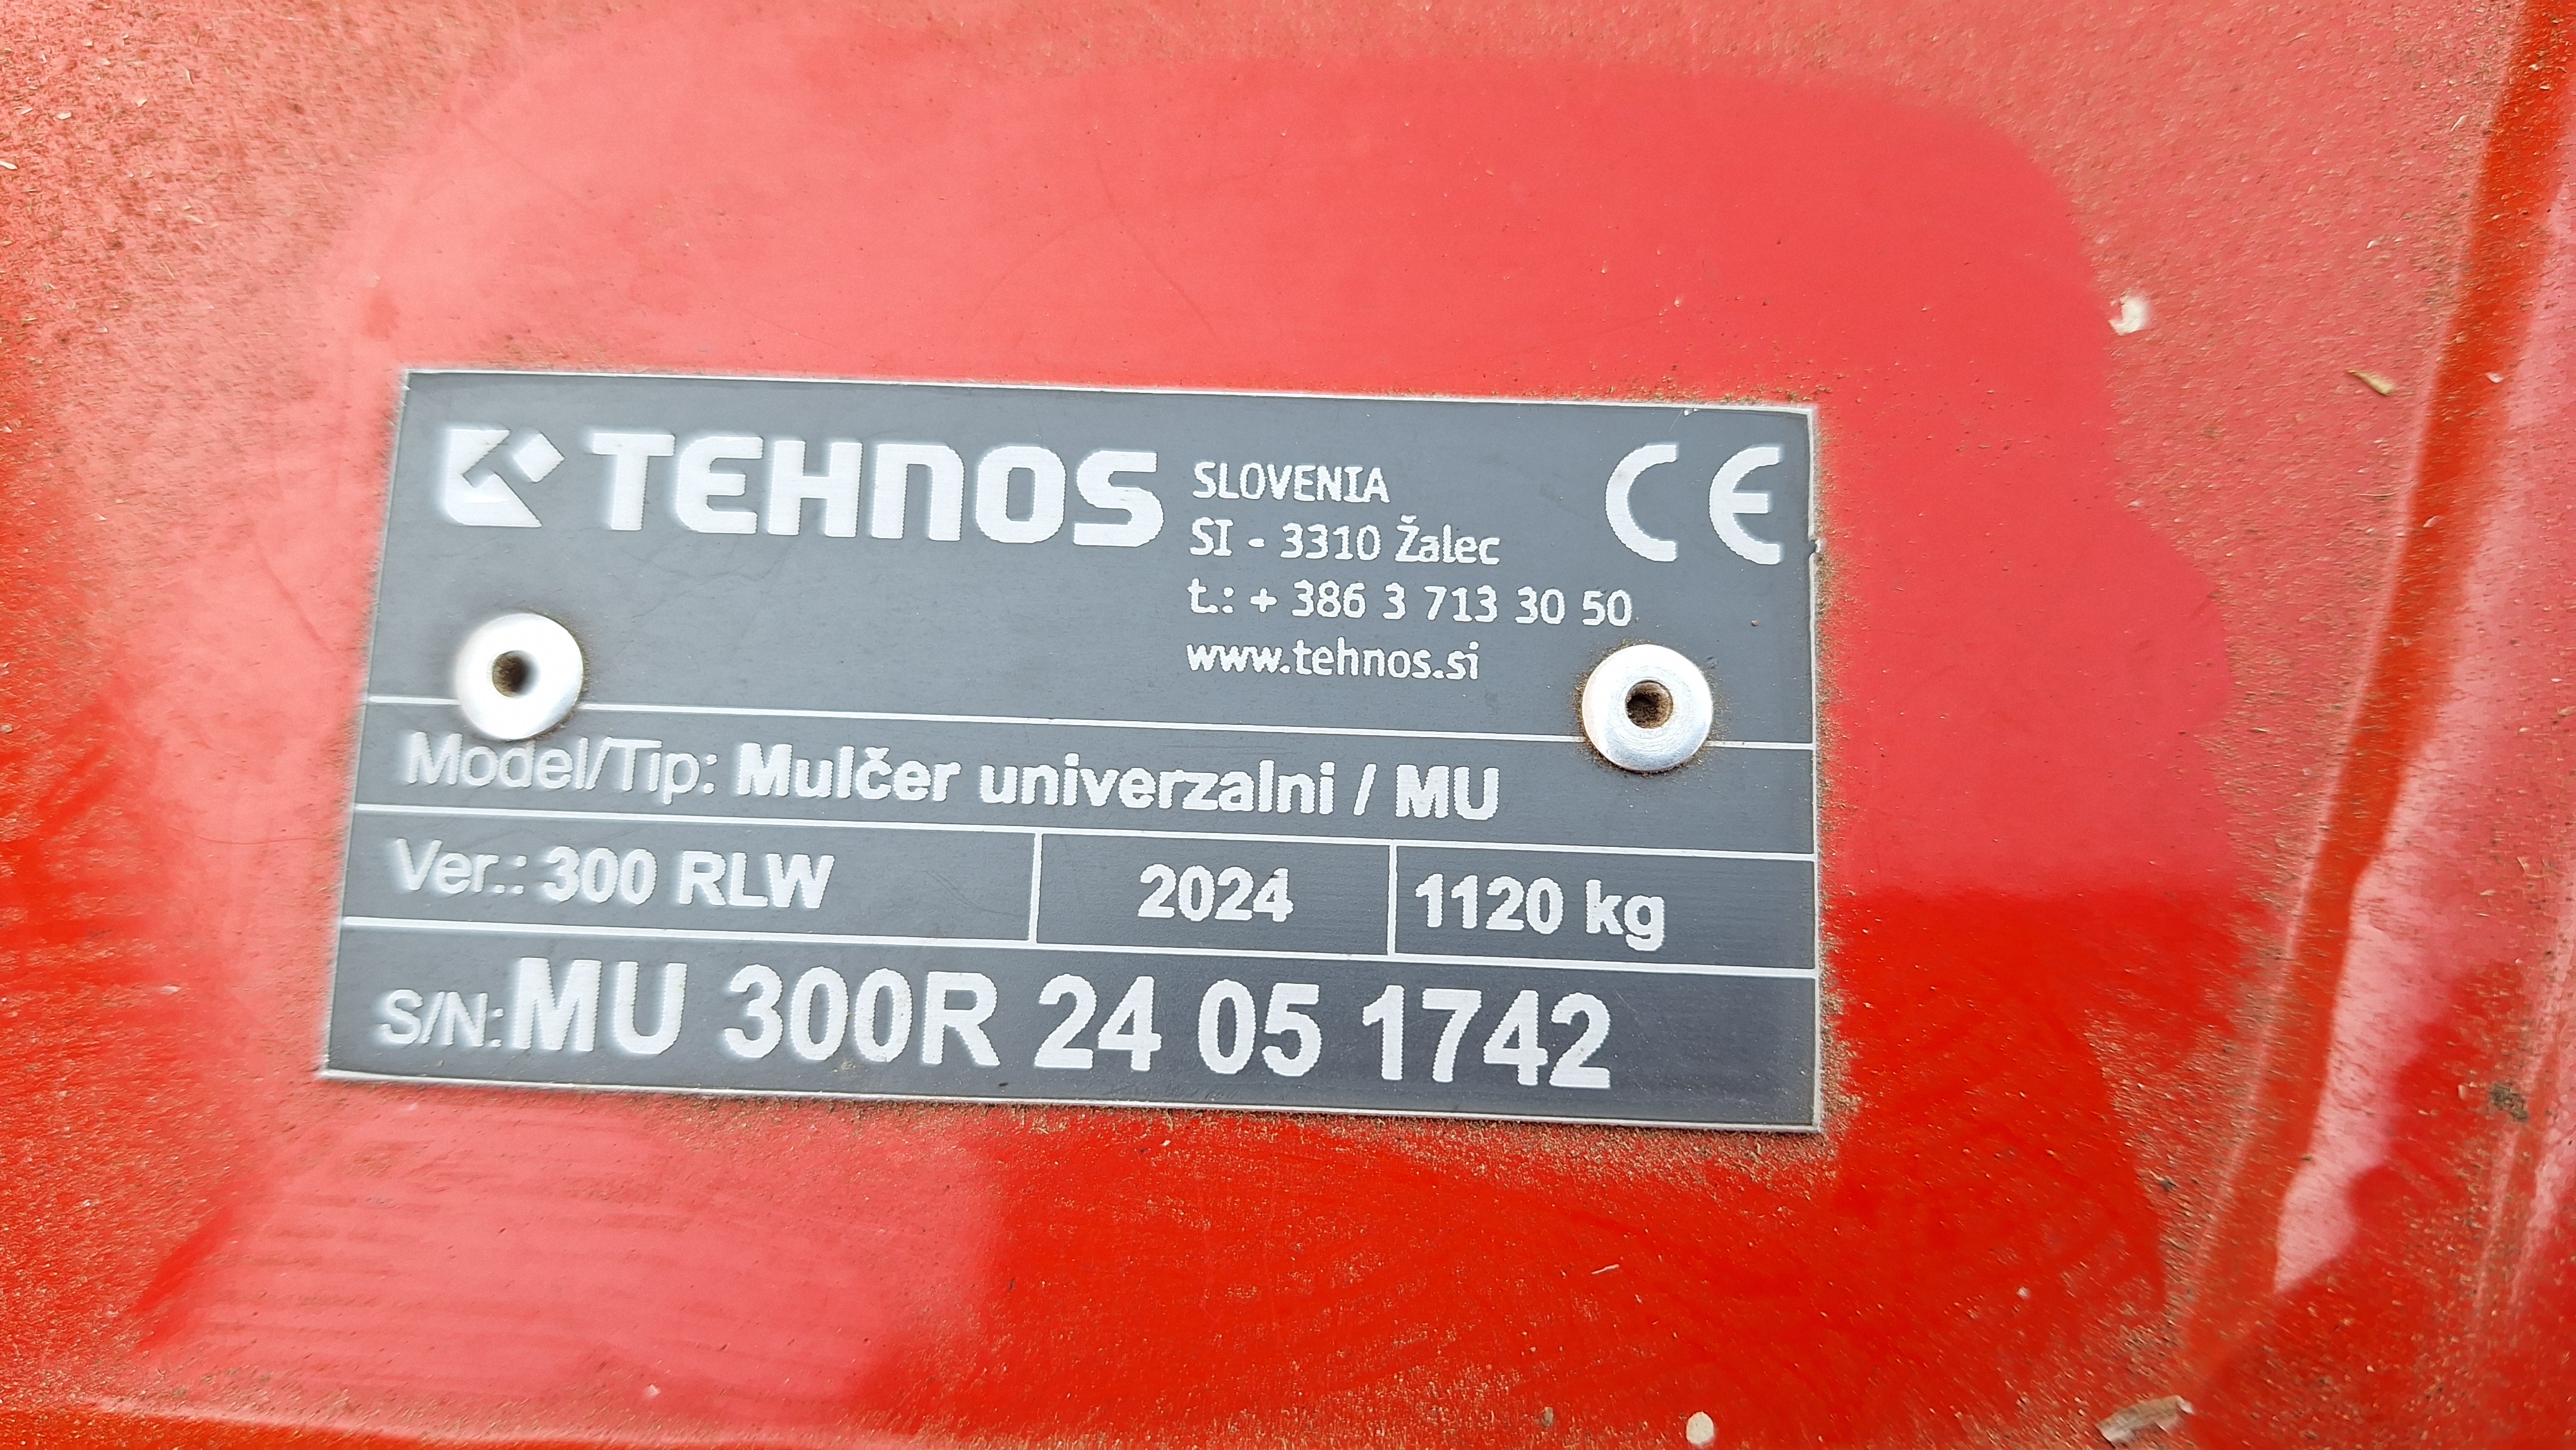 TEHNOS
SLOVENIA
SI - 3310 Žalec
t.: + 386 3 713 30 50
www.tehnos.si
CE
Model/Tip: Mulčer univerzalni / MU
Ver.: 300 RLW
2024
1120 kg
S/N: MU 300R 24 05 1742